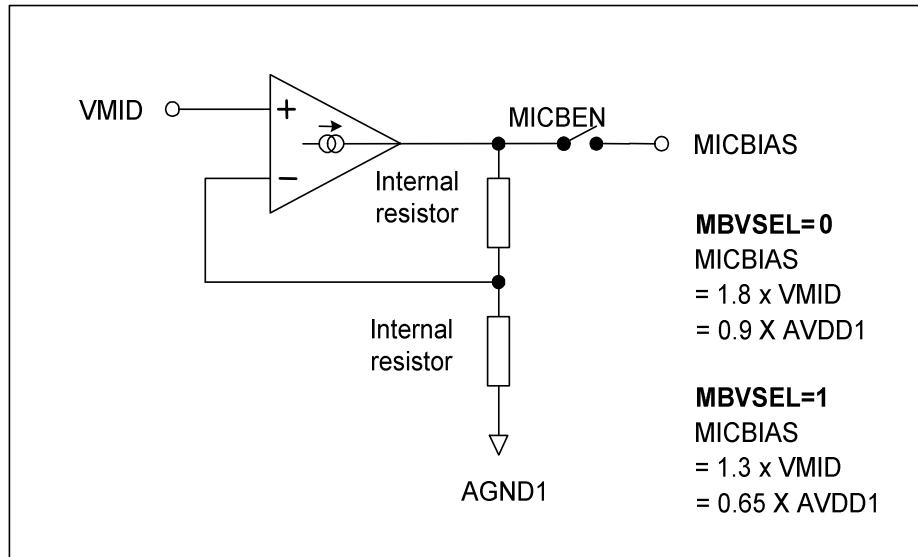 VMID
+
−
MICBEN
MICBIAS
Internal
resistor
Internal
resistor
AGND1
MBVSEL=0
MICBIAS
= 1.8 x VMID
= 0.9 X AVDD1
MBVSEL=1
MICBIAS
= 1.3 x VMID
= 0.65 X AVDD1